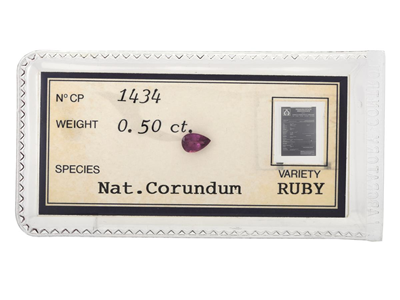 Nº CP 1434
WEIGHT 0.50 ct.
SPECIES VARIETY
Nat.Corundum RUBY